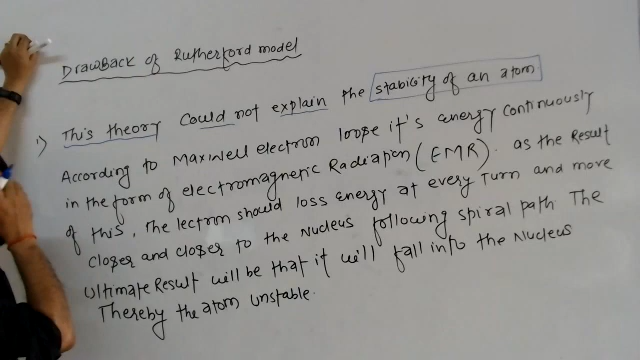 DrawBack of Rutherford model
1) This theory Could not explain the stability of an atom
According to Maxwell electron loose it's energy continuously
in the form of electromagnetic Radiation (EMR). as the Result
of this, The lectron should loss energy at every Turn and move
closer and closer to the Nucleus following spiral path. The
Ultimate Result will be that it will fall into the Nucleus
Thereby the atom unstable.